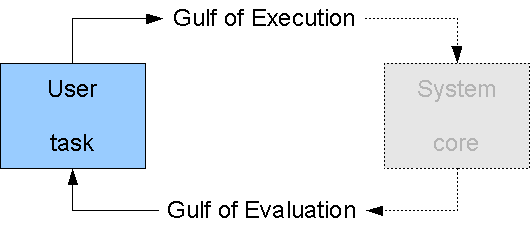 Gulf of Execution
User
task
System
core
Gulf of Evaluation